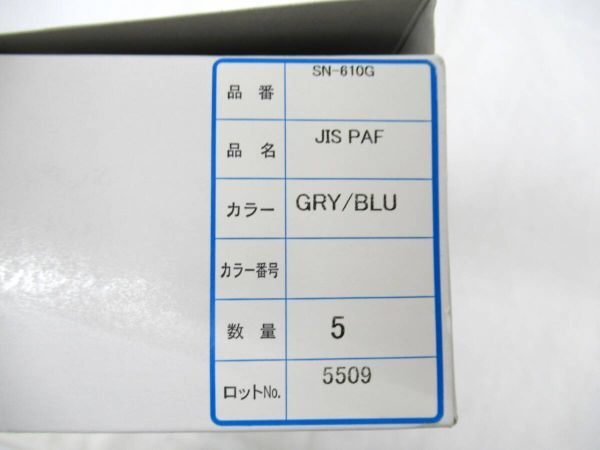 品番 SN-610G
品名 JIS PAF
カラー GRY/BLU
カラー番号
数量 5
ロットNo. 5509